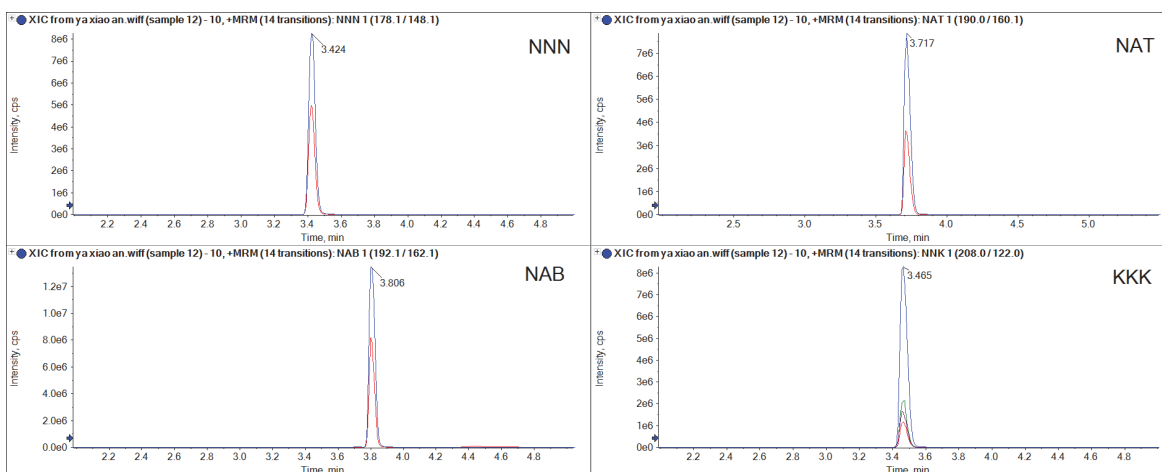 XIC from ya xiao an.wiff (sample 12) - 10, +MRM (14 transitions): NNN 1 (178.1 / 148.1)
NNN
3.424
Intensity, cps
8e6
7e6
6e6
5e6
4e6
3e6
2e6
1e6
0e0
2.2 2.4 2.6 2.8 3.0 3.2 3.4 3.6 3.8 4.0 4.2 4.4 4.6 4.8
Time, min
XIC from ya xiao an.wiff (sample 12) - 10, +MRM (14 transitions): NAT 1 (190.0 / 160.1)
NAT
3.717
Intensity, cps
7e6
6e6
5e6
4e6
3e6
2e6
1e6
0e0
2.5 3.0 3.5 4.0 4.5 5.0
Time, min
XIC from ya xiao an.wiff (sample 12) - 10, +MRM (14 transitions): NAB 1 (192.1 / 162.1)
NAB
3.806
Intensity, cps
1.2e7
1.0e7
8.0e6
6.0e6
4.0e6
2.0e6
0.0e0
2.2 2.4 2.6 2.8 3.0 3.2 3.4 3.6 3.8 4.0 4.2 4.4 4.6 4.8
Time, min
XIC from ya xiao an.wiff (sample 12) - 10, +MRM (14 transitions): NNK 1 (208.0 / 122.0)
KKK
3.465
Intensity, cps
8e6
7e6
6e6
5e6
4e6
3e6
2e6
1e6
0e0
2.2 2.4 2.6 2.8 3.0 3.2 3.4 3.6 3.8 4.0 4.2 4.4 4.6 4.8
Time, min